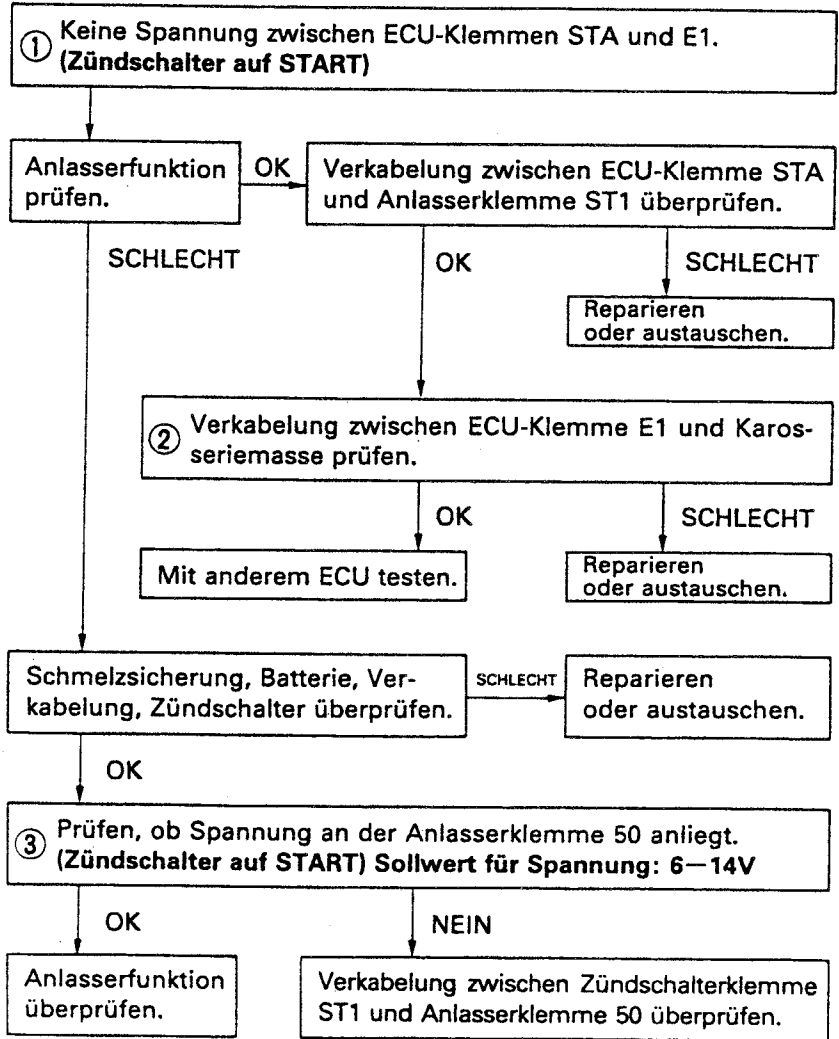 ① Keine Spannung zwischen ECU-Klemmen STA und E1.
(Zündschalter auf START)
Anlasserfunktion
prüfen.
OK
Verkabelung zwischen ECU-Klemme STA
und Anlasserklemme ST1 überprüfen.
SCHLECHT
OK
SCHLECHT
Reparieren
oder austauschen.
② Verkabelung zwischen ECU-Klemme E1 und Karos-
seriemasse prüfen.
OK
SCHLECHT
Mit anderem ECU testen.
Reparieren
oder austauschen.
Schmelzsicherung, Batterie, Ver-
kabelung, Zündschalter überprüfen.
SCHLECHT
Reparieren
oder austauschen.
OK
③ Prüfen, ob Spannung an der Anlasserklemme 50 anliegt.
(Zündschalter auf START) Sollwert für Spannung: 6—14V
OK
NEIN
Anlasserfunktion
überprüfen.
Verkabelung zwischen Zündschalterklemme
ST1 und Anlasserklemme 50 überprüfen.